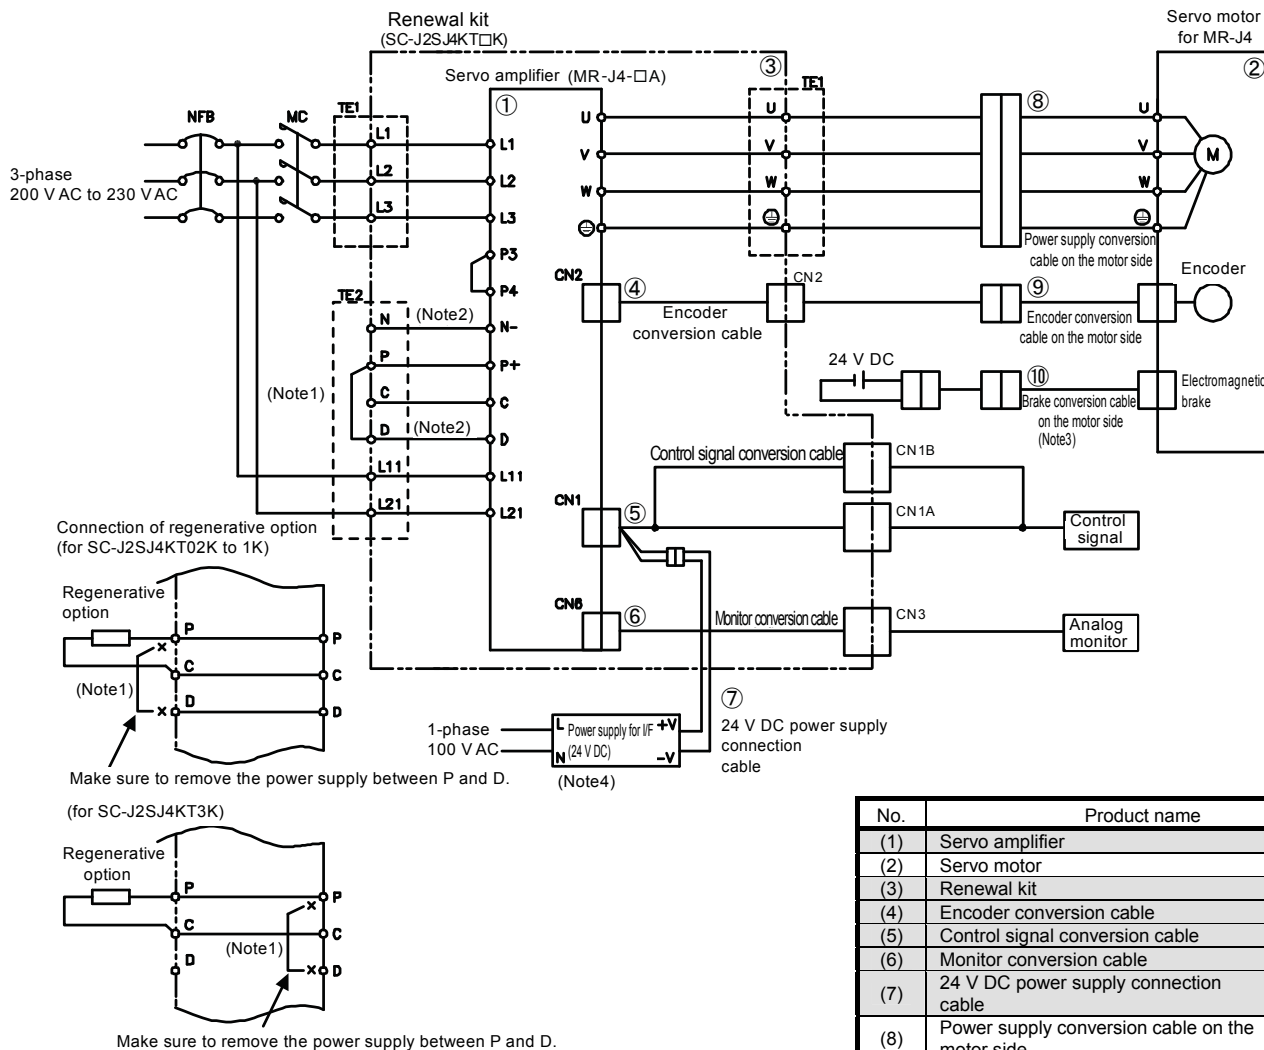 Renewal kit
(SC-J2SJ4KT□K)
Servo motor
for MR-J4
③
②
Servo amplifier (MR-J4-□A)
①
TE1
⑧
NFB
MC
TE1
U
U
U
L1
L1
V
V
V
M
3-phase
200 V AC to 230 V AC
L2
L2
W
W
W
L3
L3
P3
Power supply conversion
cable on the motor side
P4
CN2
④
CN2
⑨
Encoder
TE2
N
(Note2)
N-
Encoder
conversion cable
Encoder conversion
cable on the motor side
P
P+
24 V DC
(Note1)
C
C
⑩
Electromagnetic
brake
Brake conversion cable
on the motor side
(Note3)
D
(Note2)
D
L11
L11
Control signal conversion cable
CN1B
L21
L21
CN1
⑤
CN1A
Control
signal
CN6
⑥
Monitor conversion cable
CN3
Analog
monitor
Connection of regenerative option
(for SC-J2SJ4KT02K to 1K)
Regenerative
option
P
P
C
C
(Note1)
D
D
Make sure to remove the power supply between P and D.
1-phase
100 V AC
L
N
Power supply for I/F
(24 V DC)
+V
-V
(Note4)
⑦
24 V DC power supply
connection
cable
(for SC-J2SJ4KT3K)
Regenerative
option
P
P
C
C
(Note1)
D
D
Make sure to remove the power supply between P and D.
No. Product name
(1) Servo amplifier
(2) Servo motor
(3) Renewal kit
(4) Encoder conversion cable
(5) Control signal conversion cable
(6) Monitor conversion cable
(7) 24 V DC power supply connection
cable
(8) Power supply conversion cable on the
motor side